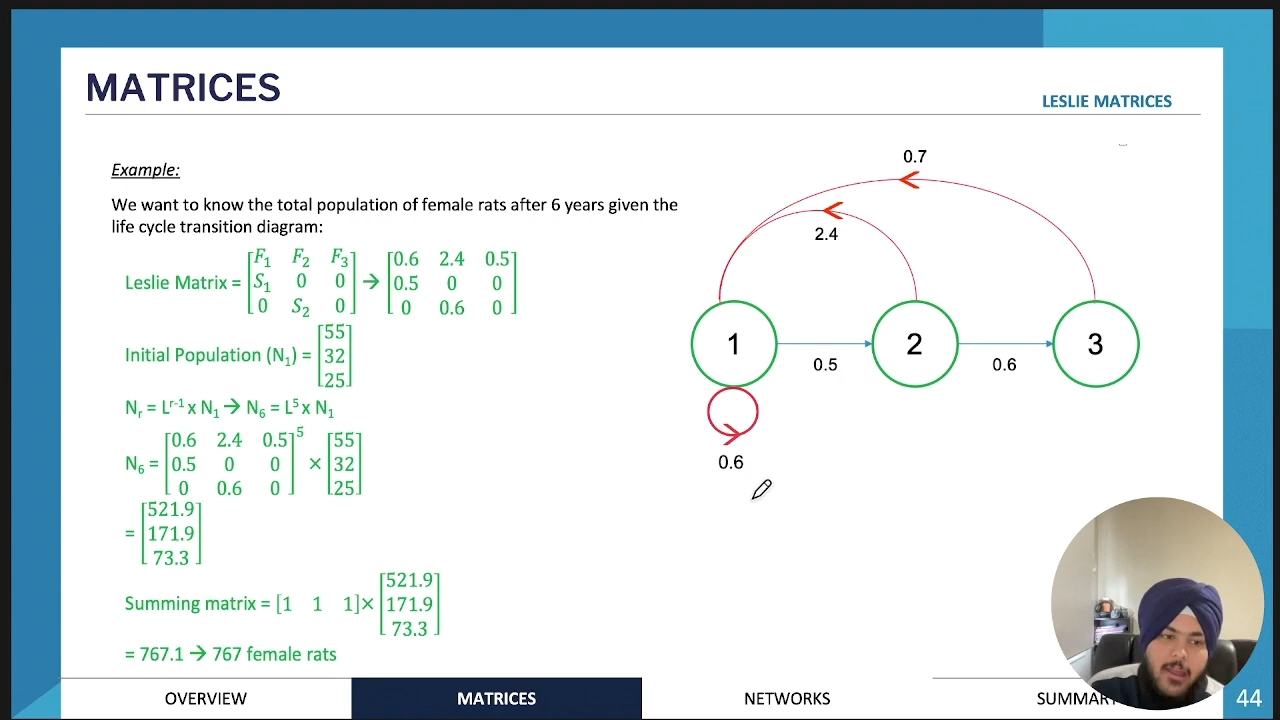 MATRICES
LESLIE MATRICES
Example:
We want to know the total population of female rats after 6 years given the
life cycle transition diagram:
Leslie Matrix = [F₁ F₂ F₃; S₁ 0 0; 0 S₂ 0] → [0.6 2.4 0.5; 0.5 0 0; 0 0.6 0]
Initial Population (N₁) = [55; 32; 25]
Nᵣ = Lʳ⁻¹ x N₁ → N₆ = L⁵ x N₁
N₆ = [0.6 2.4 0.5; 0.5 0 0; 0 0.6 0]⁵ × [55; 32; 25]
= [521.9; 171.9; 73.3]
Summing matrix = [1 1 1] × [521.9; 171.9; 73.3]
= 767.1 → 767 female rats
0.7
2.4
1
2
3
0.5
0.6
0.6
OVERVIEW
MATRICES
NETWORKS
SUMMAR
44